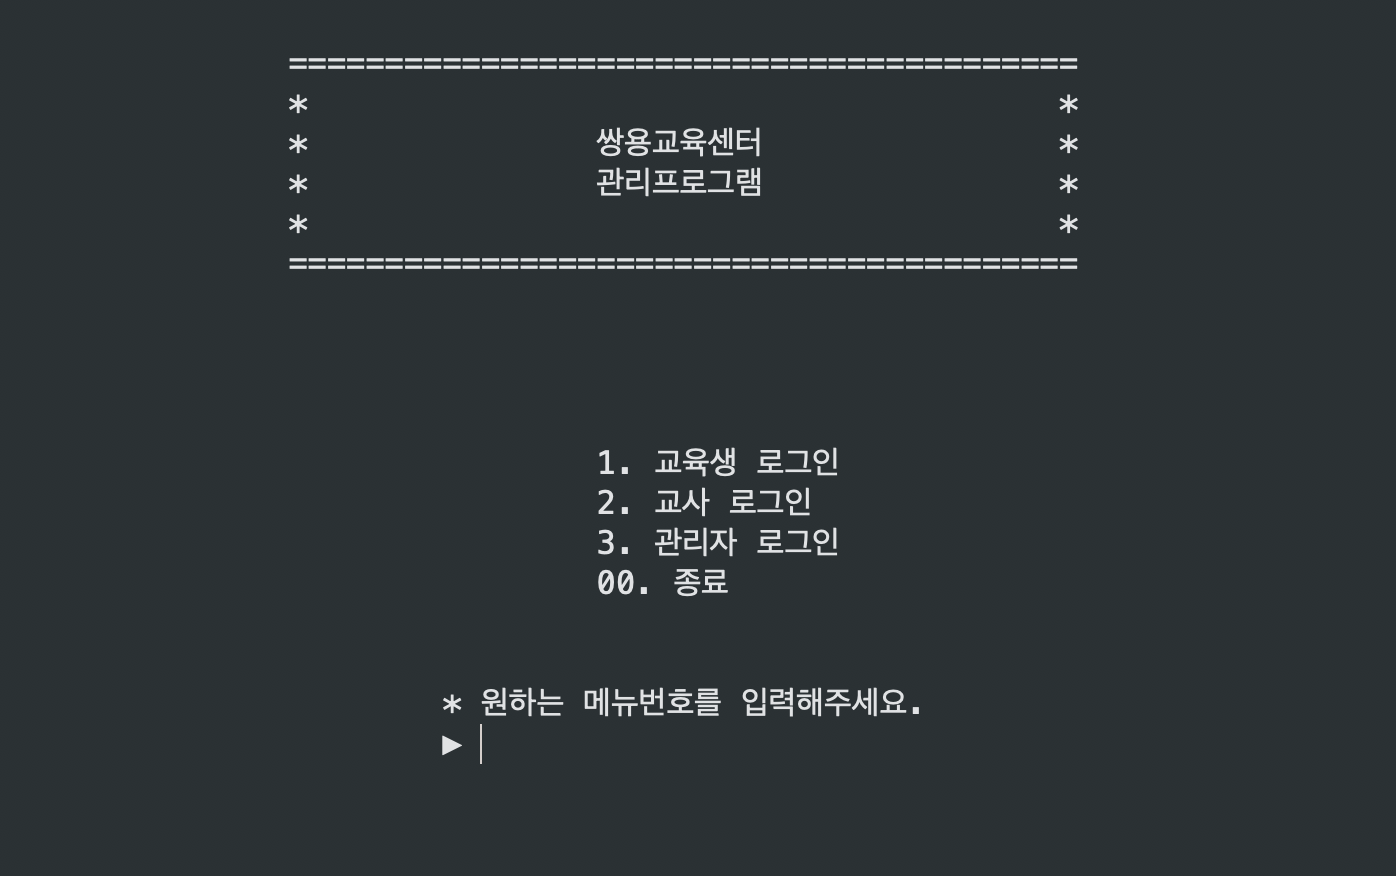 =========================================
* *
* 쌍용교육센터 *
* 관리프로그램 *
* *
=========================================
1. 교육생 로그인
2. 교사 로그인
3. 관리자 로그인
00. 종료
* 원하는 메뉴번호를 입력해주세요.
▶